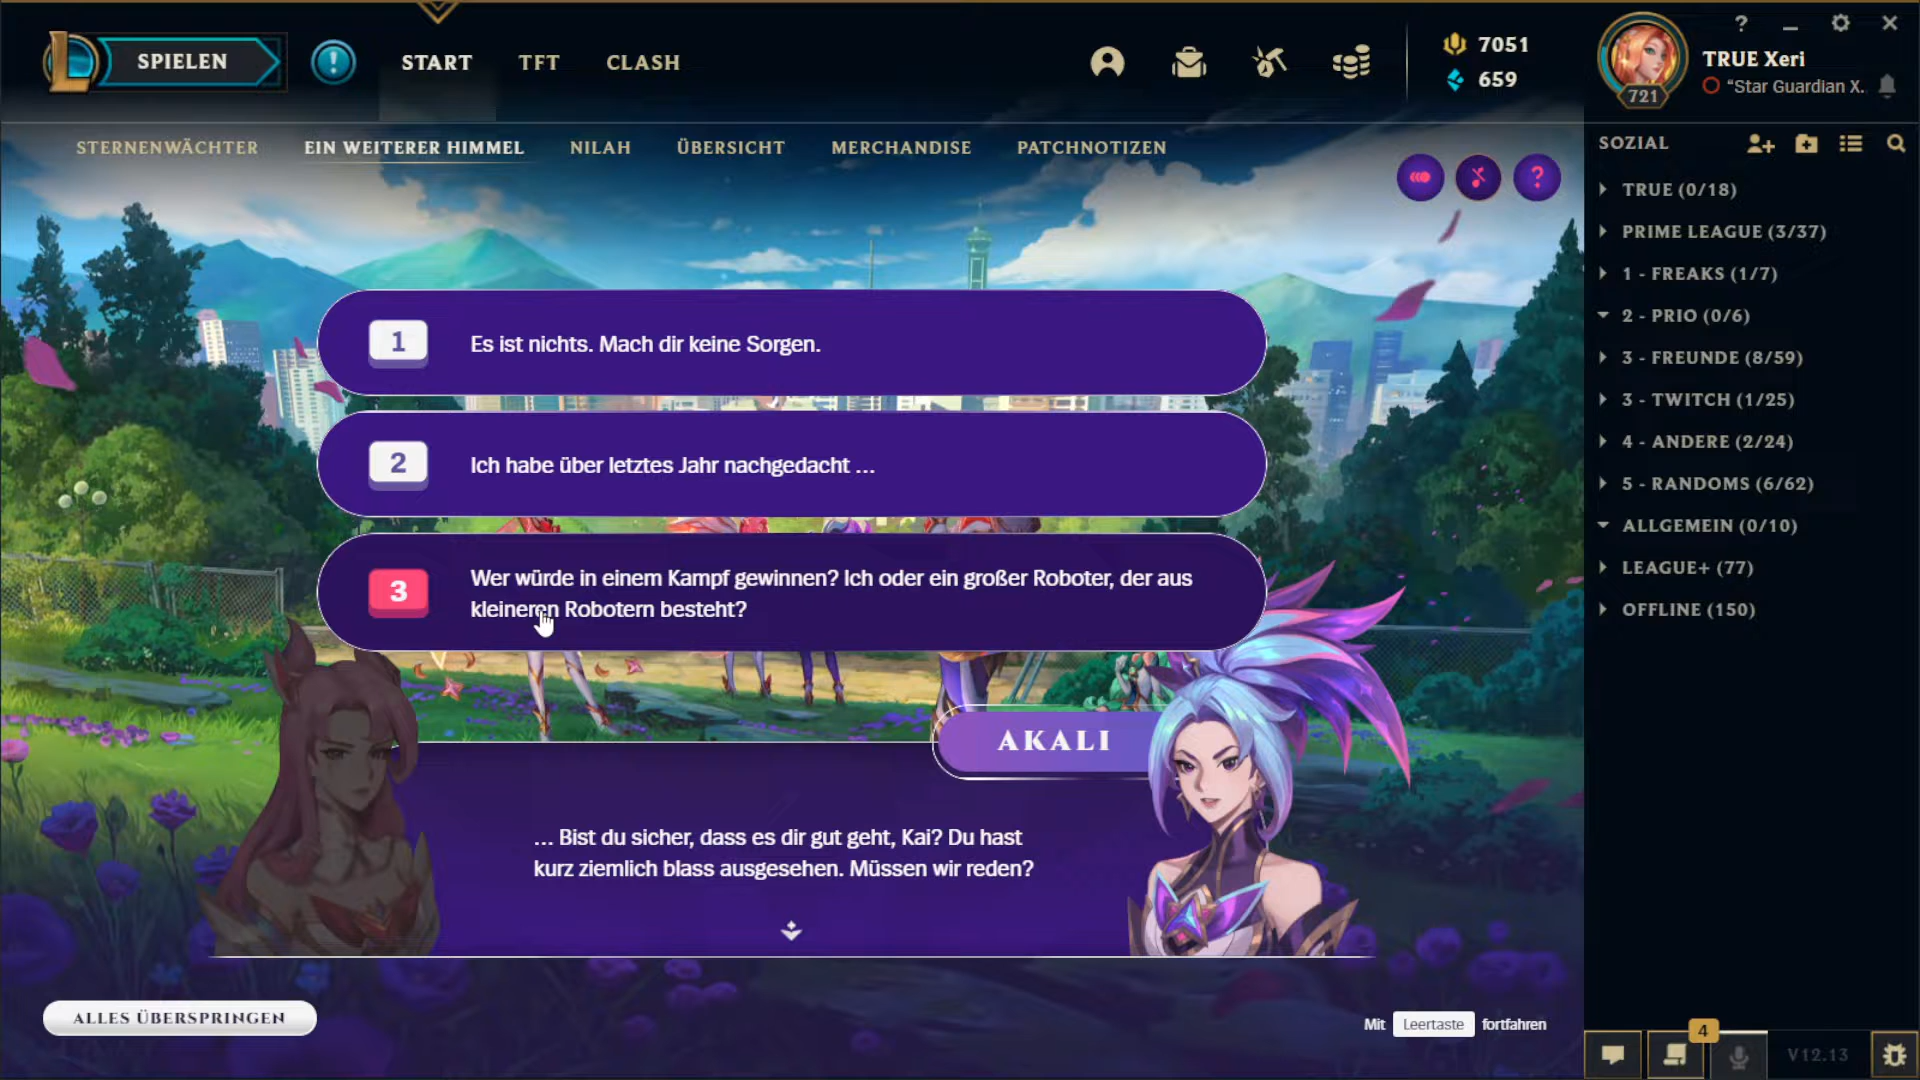 SPIELEN
START
TFT
CLASH
7051
659
721
TRUE Xeri
“Star Guardian X.
STERNENWÄCHTER
EIN WEITERER HIMMEL
NILAH
ÜBERSICHT
MERCHANDISE
PATCHNOTIZEN
1
Es ist nichts. Mach dir keine Sorgen.
2
Ich habe über letztes Jahr nachgedacht ...
3
Wer würde in einem Kampf gewinnen? Ich oder ein großer Roboter, der aus
kleineren Robotern besteht?
AKALI
... Bist du sicher, dass es dir gut geht, Kai? Du hast
kurz ziemlich blass ausgesehen. Müssen wir reden?
ALLES ÜBERSPRINGEN
Mit Leertaste fortfahren
SOZIAL
TRUE (0/18)
PRIME LEAGUE (3/37)
1 - FREAKS (1/7)
2 - PRIO (0/6)
3 - FREUNDE (8/59)
3 - TWITCH (1/25)
4 - ANDERE (2/24)
5 - RANDOMS (6/62)
ALLGEMEIN (0/10)
LEAGUE+ (77)
OFFLINE (150)
4
V12.13